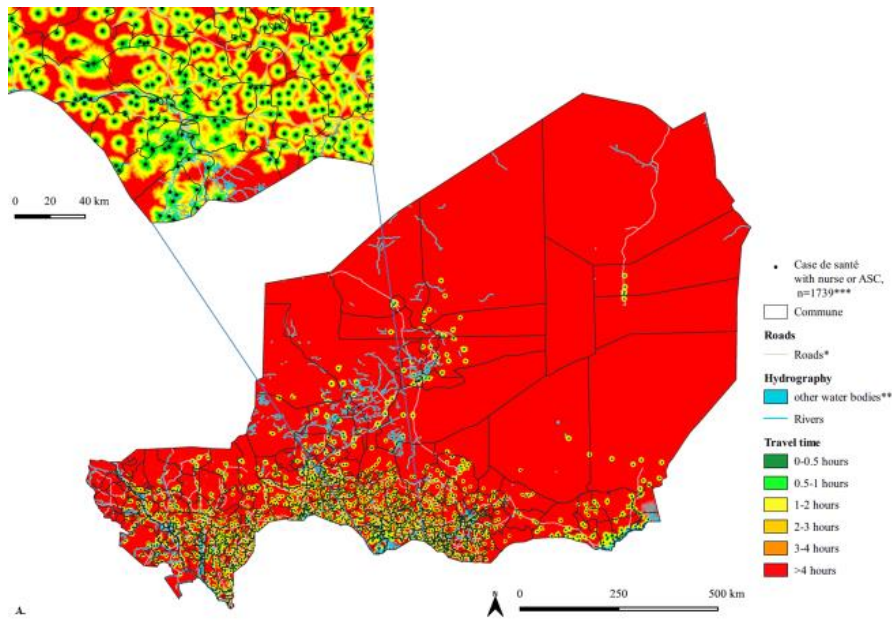 0 20 40 km
Case de santé
with nurse or ASC,
n=1739***
Commune
Roads
Roads*
Hydrography
other water bodies**
Rivers
Travel time
0-0.5 hours
0.5-1 hours
1-2 hours
2-3 hours
3-4 hours
>4 hours
A.
N
0 250 500 km